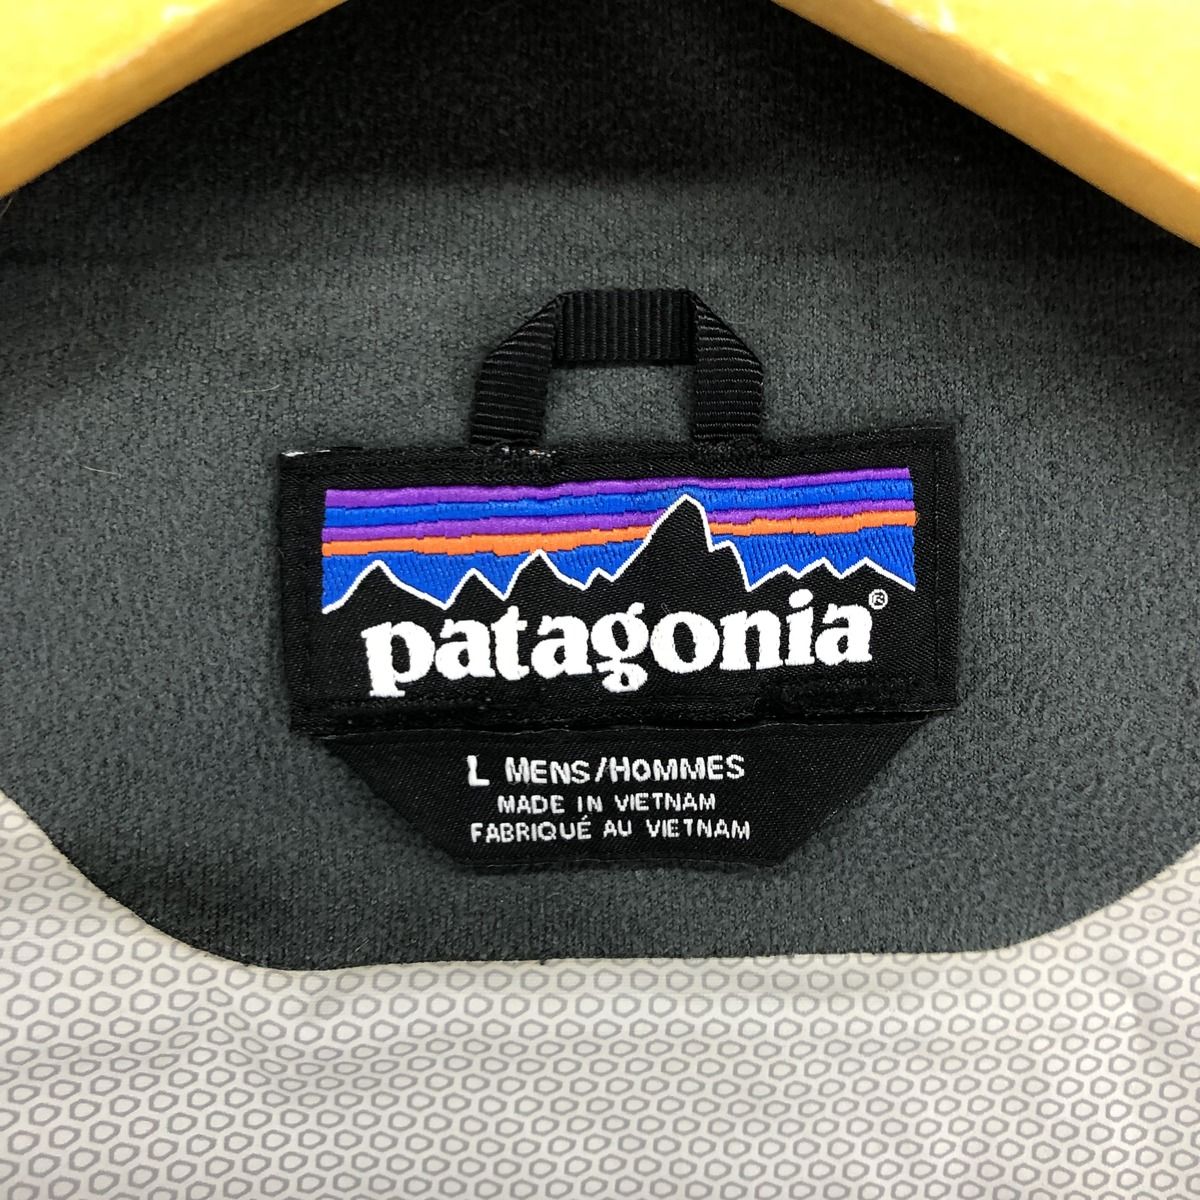 patagonia®
L MENS/HOMMES
MADE IN VIETNAM
FABRIQUÉ AU VIETNAM